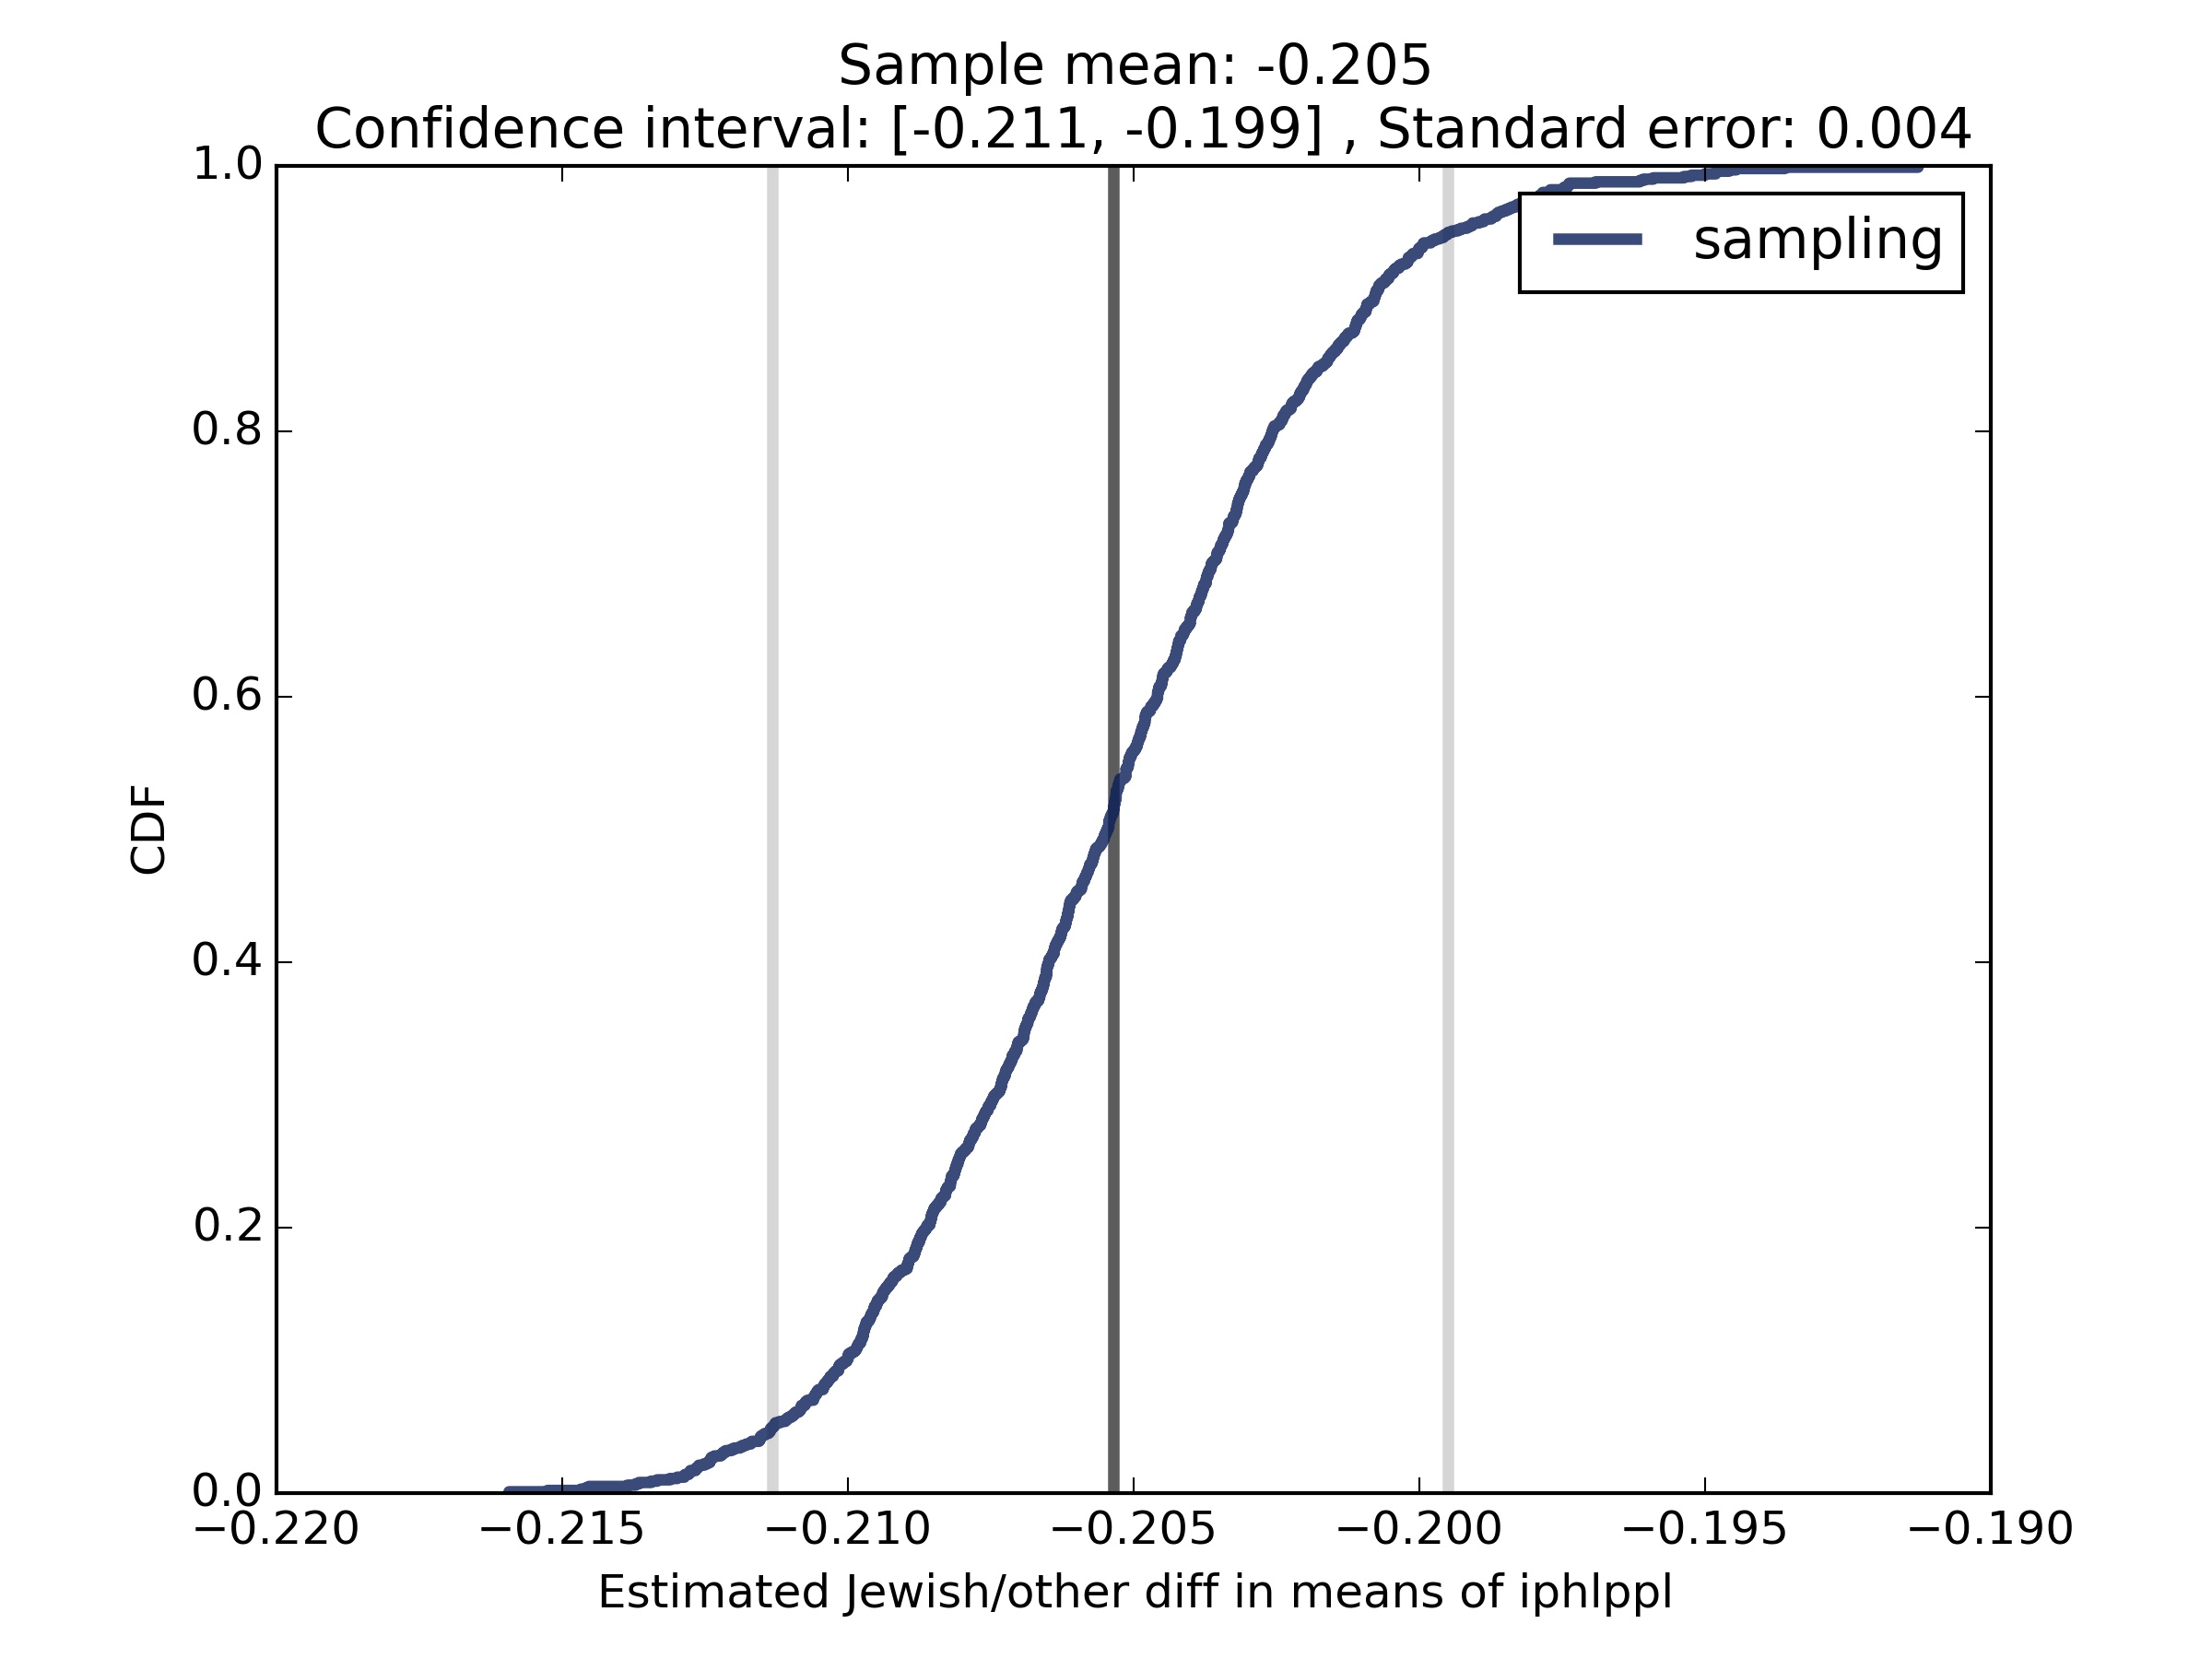 Sample mean: -0.205
Confidence interval: [-0.211, -0.199] , Standard error: 0.004
1.0
0.8
0.6
0.4
0.2
0.0
CDF
sampling
−0.220
−0.215
−0.210
−0.205
−0.200
−0.195
−0.190
Estimated Jewish/other diff in means of iphlppl